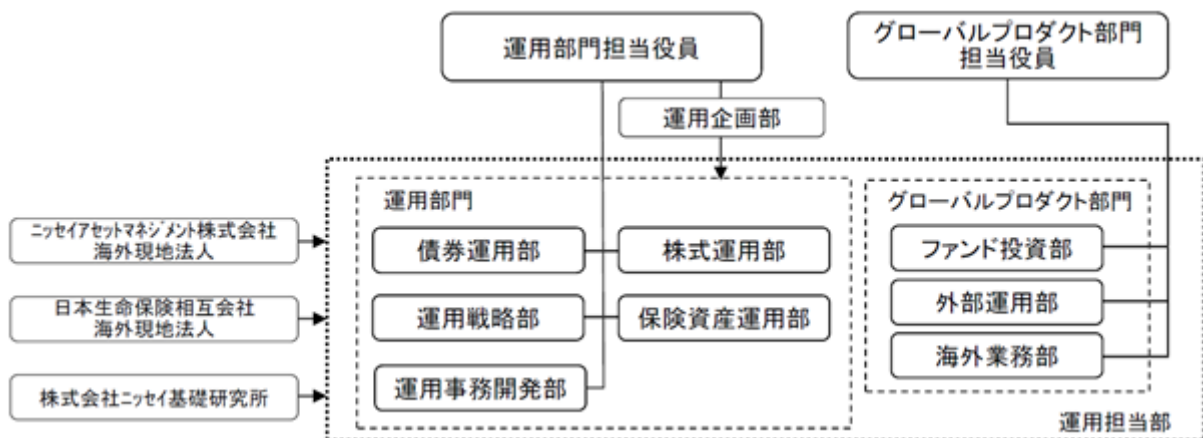 運用部門担当役員
グローバルプロダクト部門
担当役員
運用企画部
運用部門
グローバルプロダクト部門
ニッセイアセットマネジメント株式会社
海外現地法人
債券運用部
株式運用部
ファンド投資部
日本生命保険相互会社
海外現地法人
運用戦略部
保険資産運用部
外部運用部
海外業務部
株式会社ニッセイ基礎研究所
運用事務開発部
運用担当部